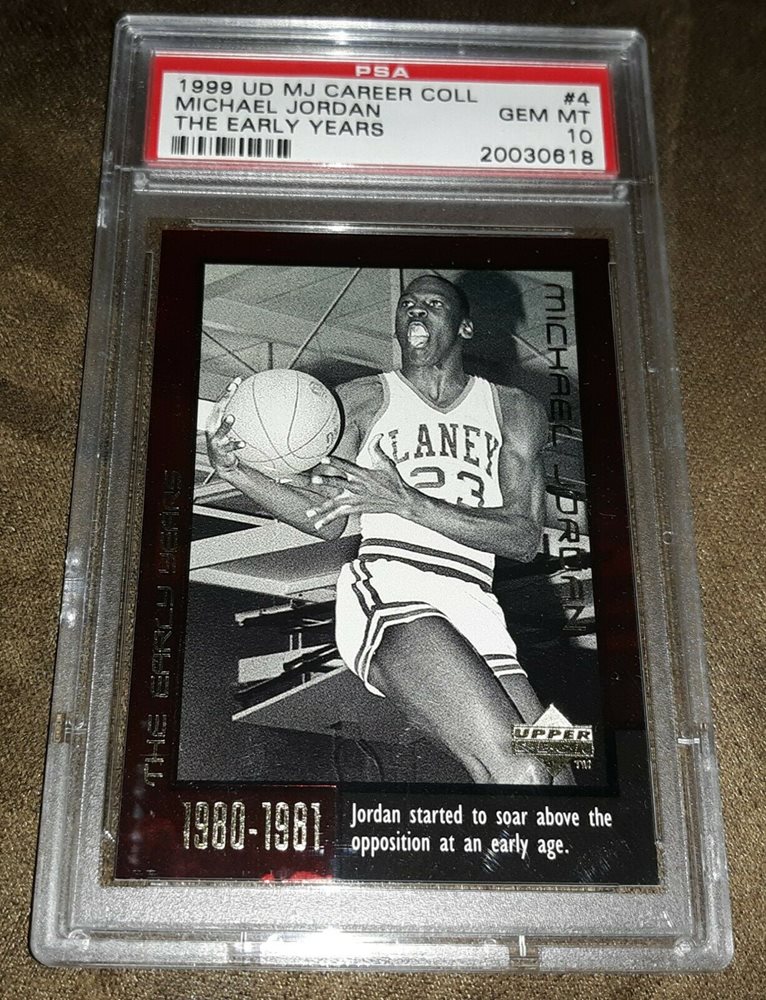 PSA
1999 UD MJ CAREER COLL #4
MICHAEL JORDAN GEM MT
THE EARLY YEARS 10
20030618
MICHAEL JORDAN
LANEY
23
THE EARLY YEARS
UPPER
DECK
TM
1980-1981
Jordan started to soar above the
opposition at an early age.